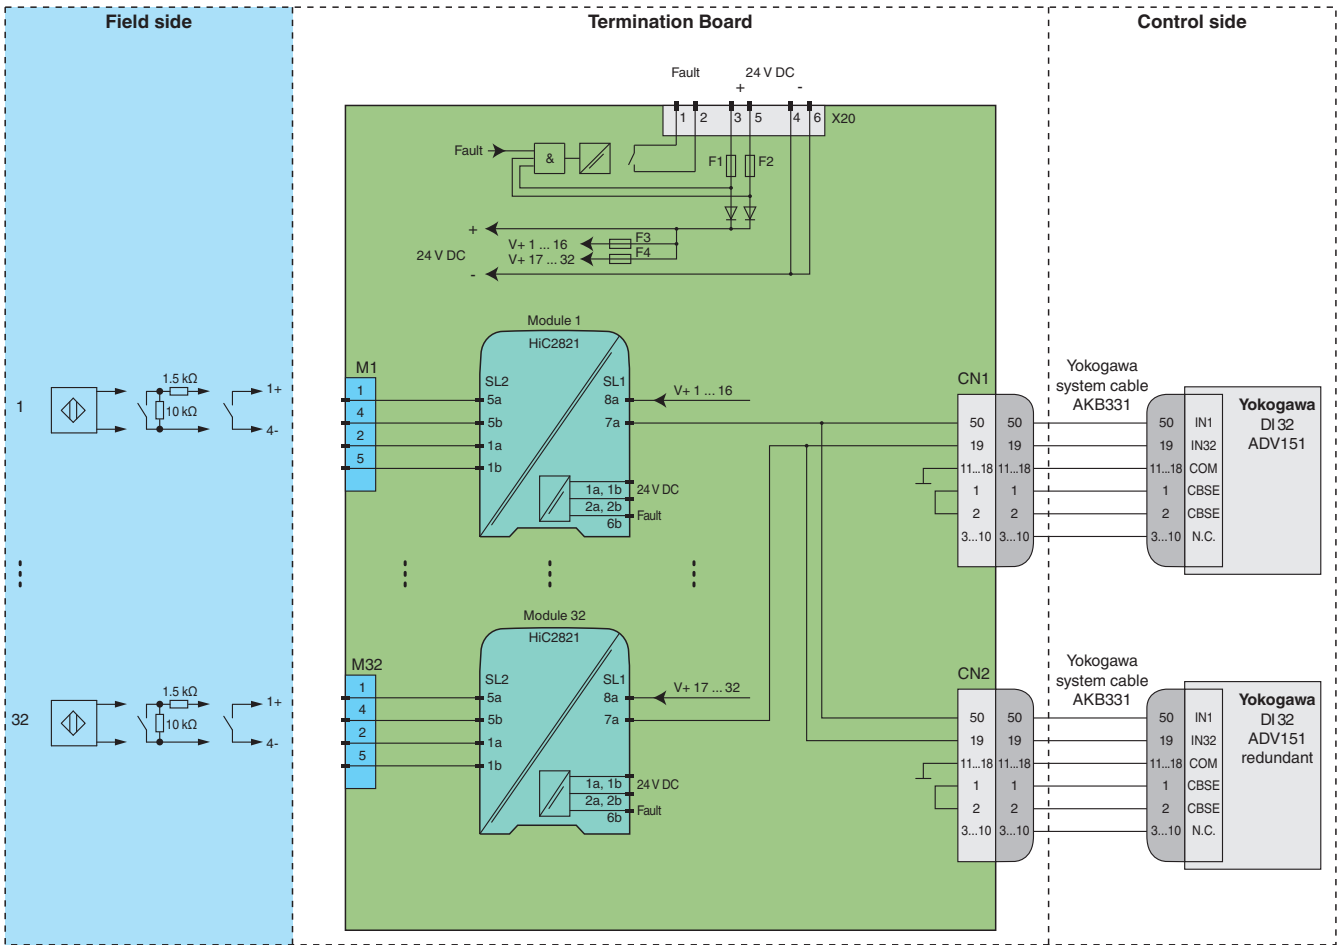 Field side
Termination Board
Control side
Fault
24 V DC
+
-
1 2 3 5 4 6 X20
Fault
&
F1
F2
+
F3
V+ 1 ... 16
24 V DC
F4
V+ 17 ... 32
-
Module 1
HiC2821
M1
1
4
2
5
SL2
5a
5b
1a
1b
SL1
8a
7a
V+ 1 ... 16
1a, 1b
24 V DC
2a, 2b
Fault
6b
1
1.5 kΩ
10 kΩ
1+
4-
CN1
50 50
19 19
11...18 11...18
1 1
2 2
3...10 3...10
Yokogawa
system cable
AKB331
50 IN1
19 IN32
11...18 COM
1 CBSE
2 CBSE
3...10 N.C.
Yokogawa
DI 32
ADV151
Module 32
HiC2821
M32
1
4
2
5
SL2
5a
5b
1a
1b
SL1
8a
7a
V+ 17 ... 32
1a, 1b
24 V DC
2a, 2b
Fault
6b
32
1.5 kΩ
10 kΩ
1+
4-
CN2
50 50
19 19
11...18 11...18
1 1
2 2
3...10 3...10
Yokogawa
system cable
AKB331
50 IN1
19 IN32
11...18 COM
1 CBSE
2 CBSE
3...10 N.C.
Yokogawa
DI 32
ADV151
redundant